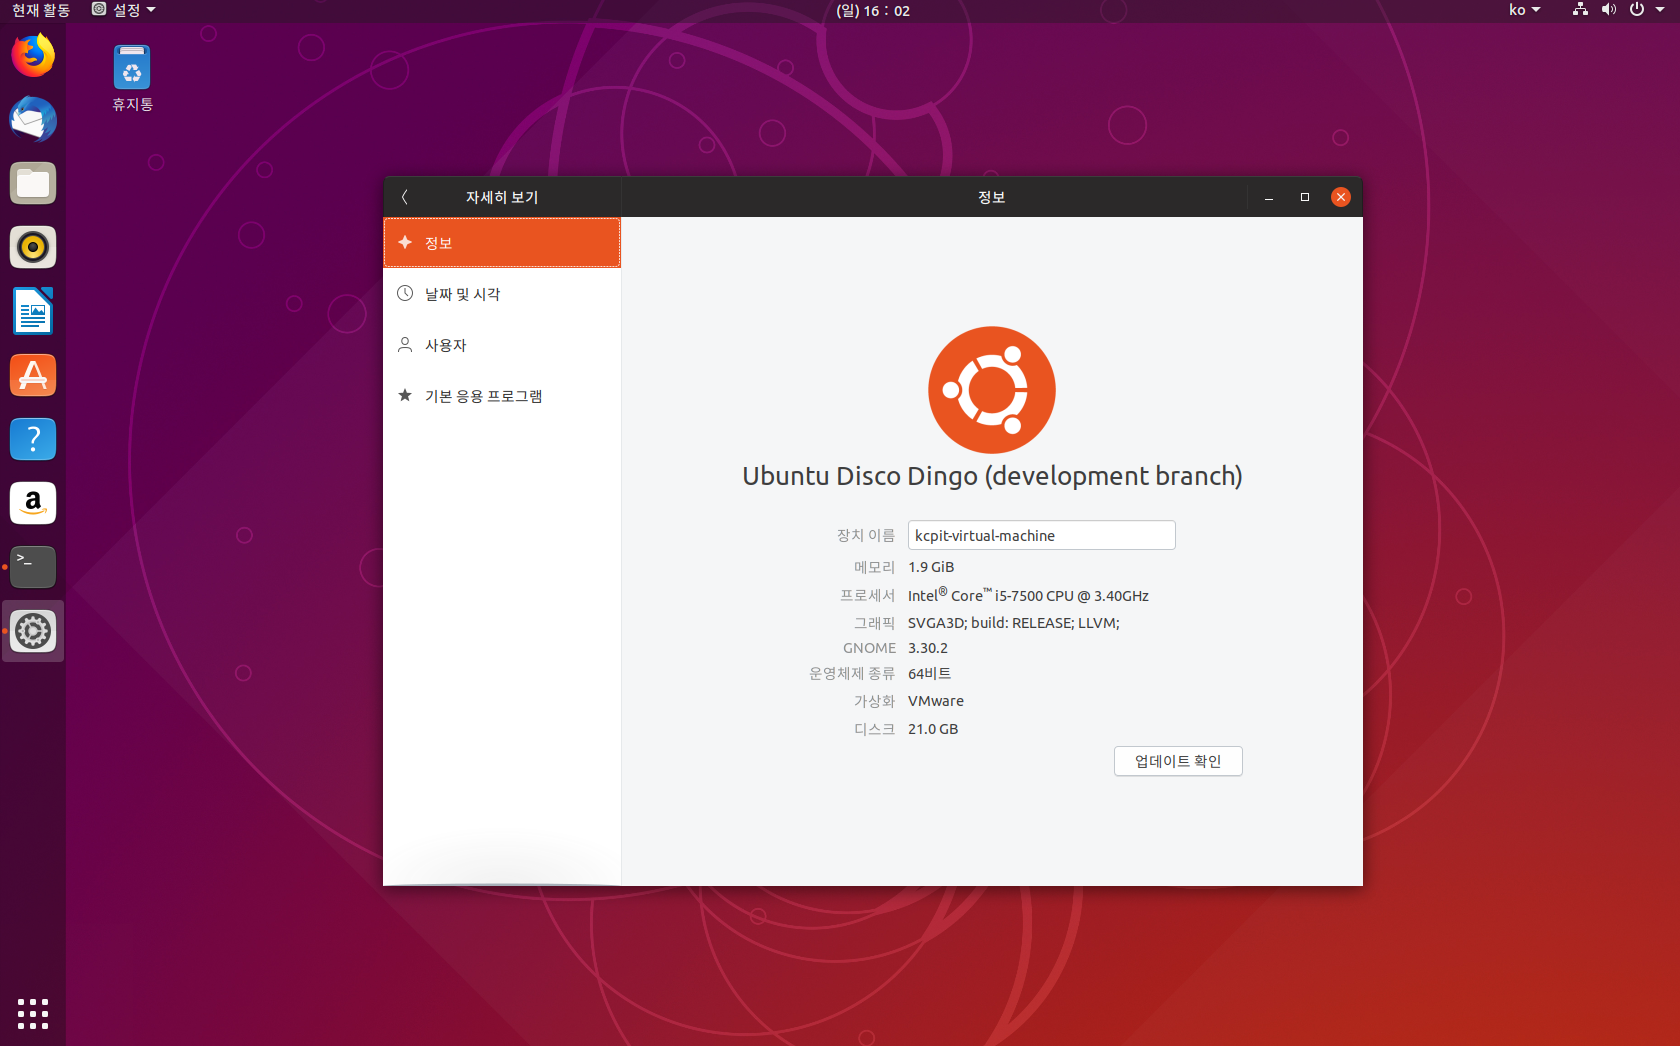 현재 활동
설정
(일) 16 : 02
ko
휴지통
자세히 보기
정보
정보
날짜 및 시각
사용자
기본 응용 프로그램
Ubuntu Disco Dingo (development branch)
장치 이름 kcpit-virtual-machine
메모리 1.9 GiB
프로세서 Intel® Core™ i5-7500 CPU @ 3.40GHz
그래픽 SVGA3D; build: RELEASE; LLVM;
GNOME 3.30.2
운영체제 종류 64비트
가상화 VMware
디스크 21.0 GB
업데이트 확인